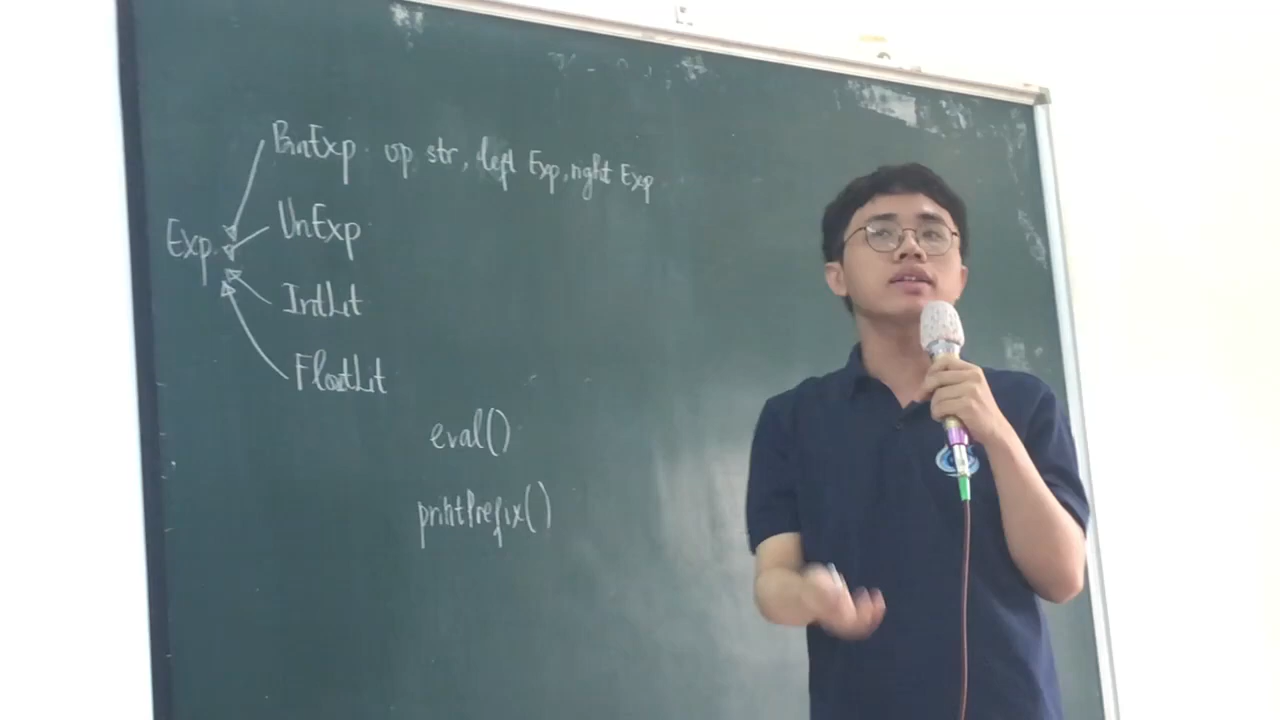 BinExp. op str, left Exp, right Exp
UnExp
Exp.
IntLit
FloatLit
eval()
printPrefix()